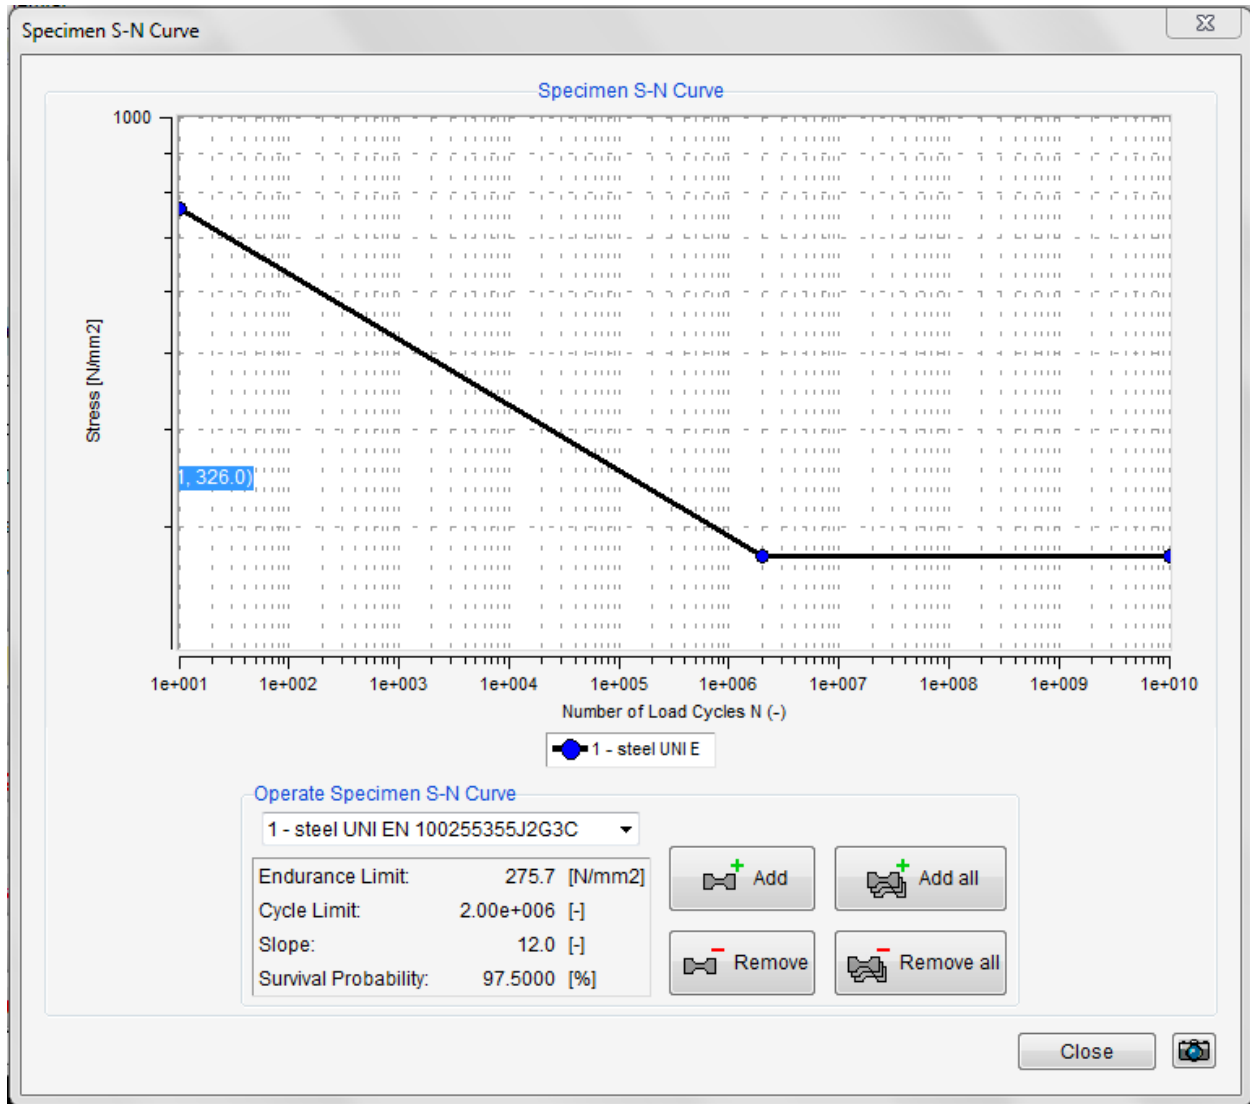 Specimen S-N Curve
Specimen S-N Curve
1000
Stress [N/mm2]
1, 326.0)
1e+001 1e+002 1e+003 1e+004 1e+005 1e+006 1e+007 1e+008 1e+009 1e+010
Number of Load Cycles N (-)
1 - steel UNI E
Operate Specimen S-N Curve
1 - steel UNI EN 100255355J2G3C
Endurance Limit: 275.7 [N/mm2]
Cycle Limit: 2.00e+006 [-]
Slope: 12.0 [-]
Survival Probability: 97.5000 [%]
Add
Add all
Remove
Remove all
Close